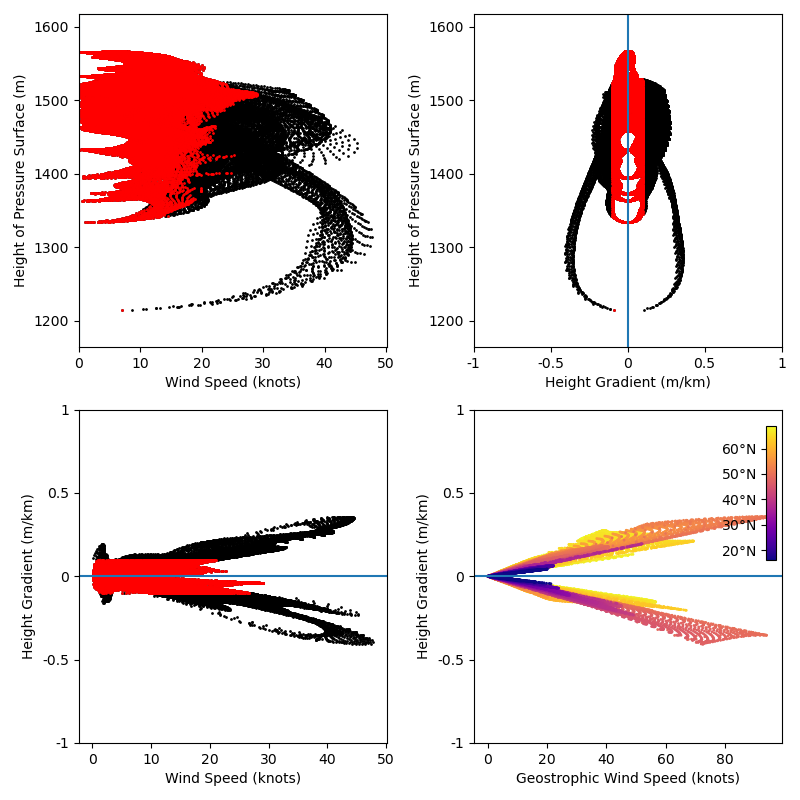 1600
1500
1400
1300
1200
Height of Pressure Surface (m)
0 10 20 30 40 50
Wind Speed (knots)
1600
1500
1400
1300
1200
Height of Pressure Surface (m)
-1 -0.5 0 0.5 1
Height Gradient (m/km)
1
0.5
0
-0.5
-1
Height Gradient (m/km)
0 10 20 30 40 50
Wind Speed (knots)
1
0.5
0
-0.5
-1
Height Gradient (m/km)
60°N
50°N
40°N
30°N
20°N
0 20 40 60 80
Geostrophic Wind Speed (knots)